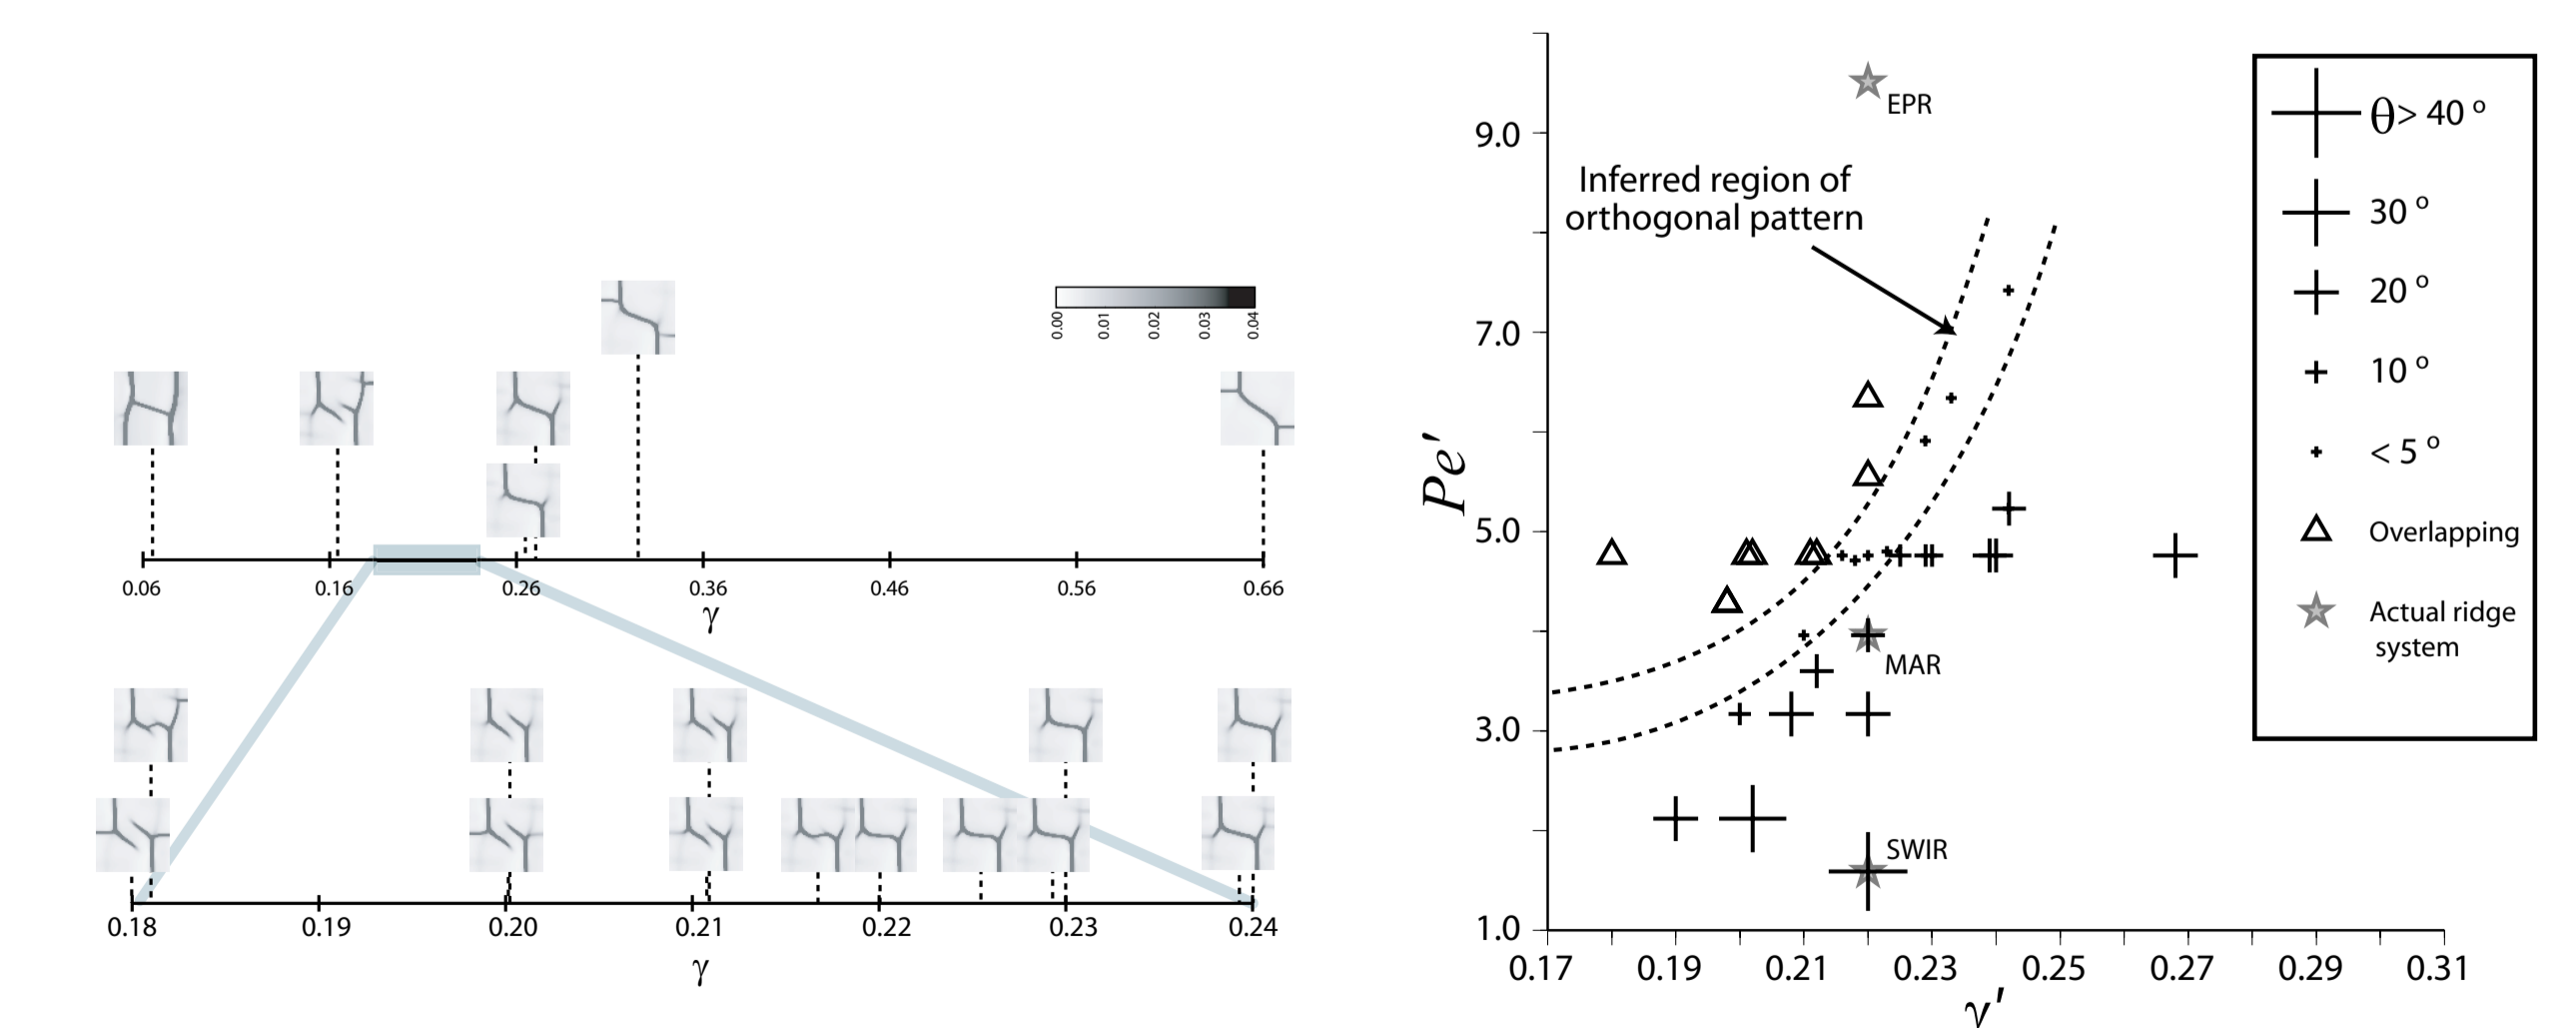 0.00 0.01 0.02 0.03 0.04
0.06 0.16 0.26 0.36 0.46 0.56 0.66
γ
0.18 0.19 0.20 0.21 0.22 0.23 0.24
γ
Pe'
9.0
7.0
5.0
3.0
1.0
EPR
Inferred region of
orthogonal pattern
MAR
SWIR
0.17 0.19 0.21 0.23 0.25 0.27 0.29 0.31
γ'
θ> 40 º
30 º
20 º
10 º
< 5 º
Overlapping
Actual ridge
system